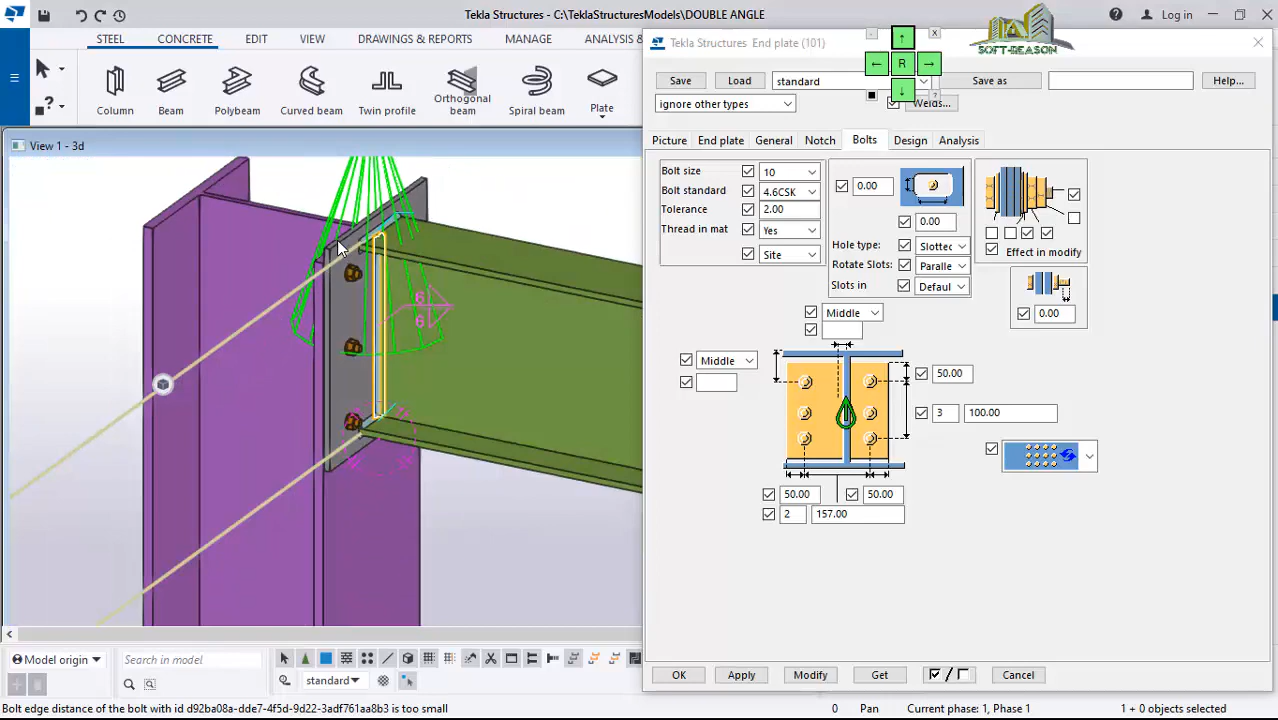 Tekla Structures - C:\TeklaStructuresModels\DOUBLE ANGLE
Log in
STEEL
CONCRETE
EDIT
VIEW
DRAWINGS & REPORTS
MANAGE
ANALYSIS &
Column
Beam
Polybeam
Curved beam
Twin profile
Orthogonal
beam
Spiral beam
Plate
View 1 - 3d
6
6
Tekla Structures End plate (101)
R
SOFT-REASON
Save
Load
standard
Save as
Help...
ignore other types
Welds...
Picture
End plate
General
Notch
Bolts
Design
Analysis
Bolt size
10
Bolt standard
4.6CSK
Tolerance
2.00
Thread in mat
Yes
Site
0.00
0.00
Hole type:
Slotted
Rotate Slots:
Paralle
Slots in
Defaul
Effect in modify
0.00
Middle
Middle
50.00
3
100.00
50.00
50.00
2
157.00
OK
Apply
Modify
Get
/
Cancel
Model origin
Search in model
standard
Bolt edge distance of the bolt with id d92ba08a-dde7-4f5d-9d22-3adf761aa8b3 is too small
0
Pan
Current phase: 1, Phase 1
1 + 0 objects selected